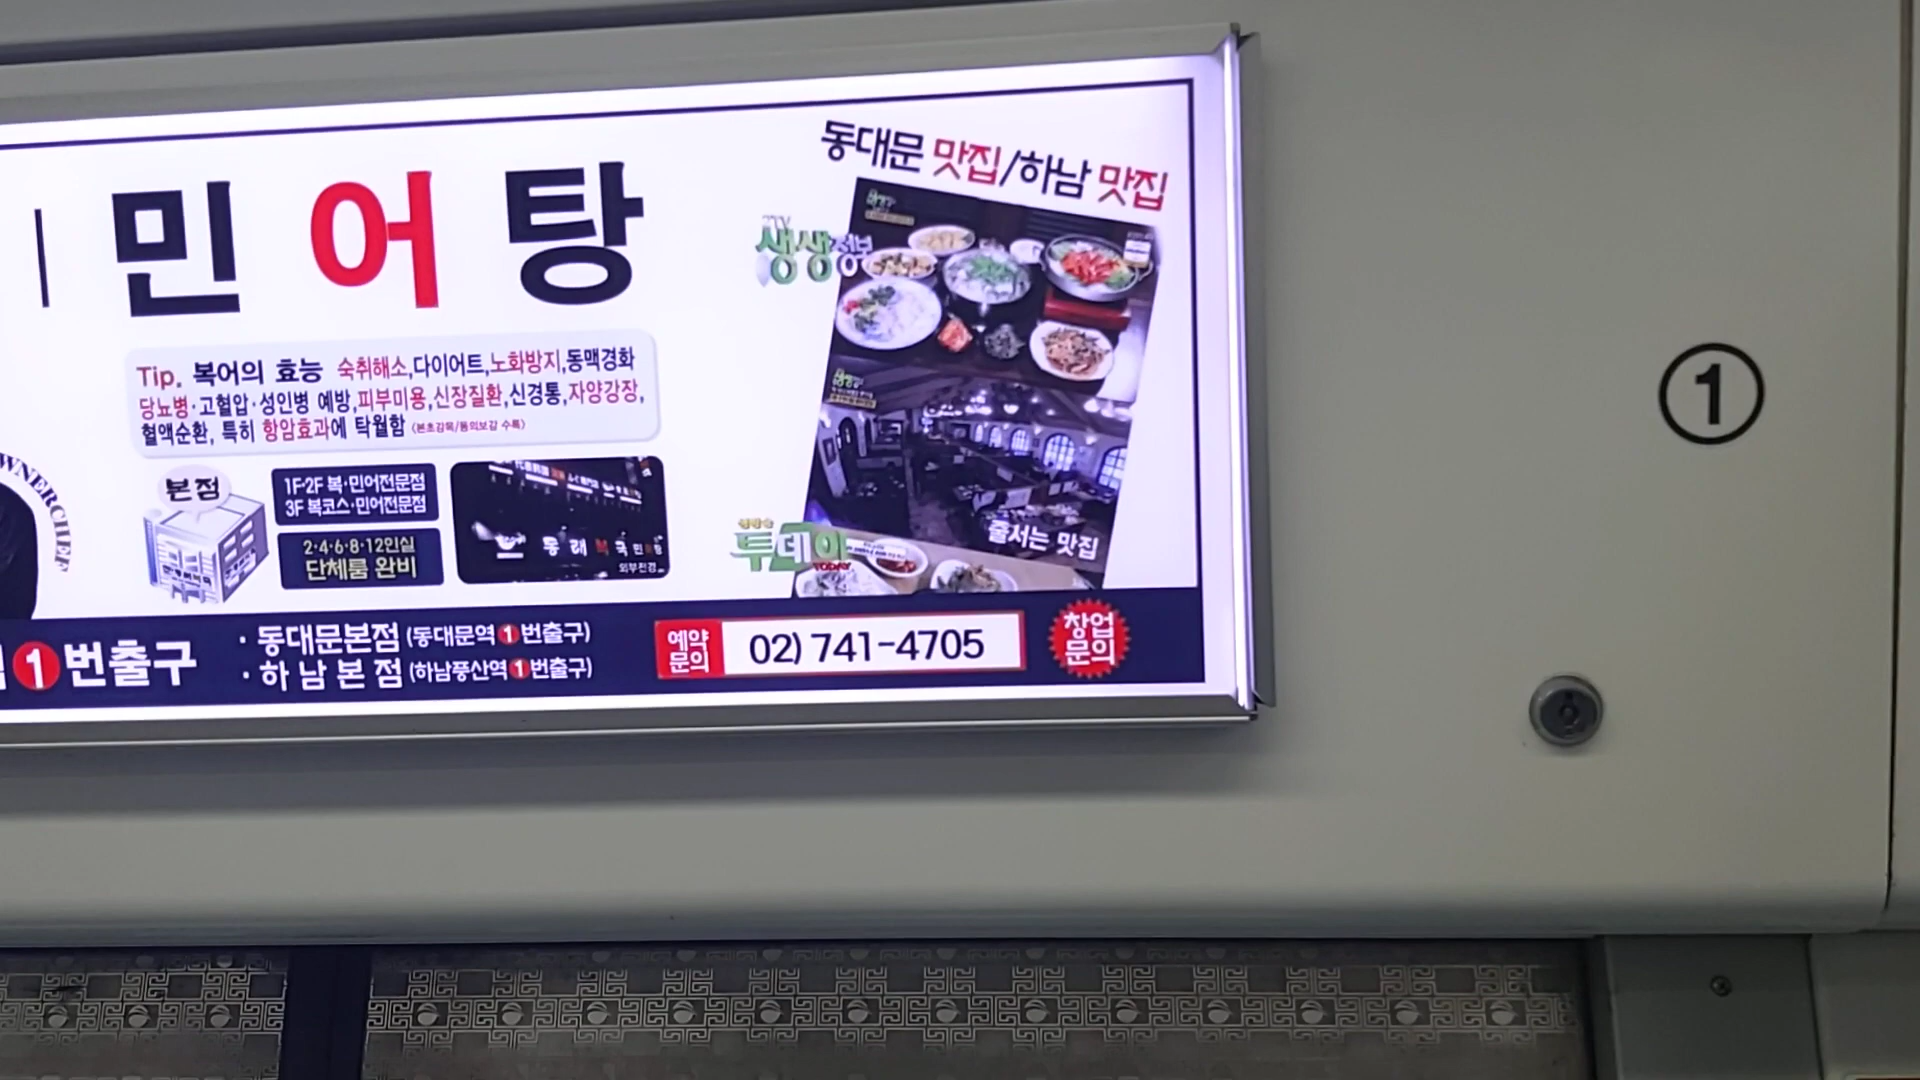 민어탕
Tip. 복어의 효능 숙취해소,다이어트,노화방지,동맥경화
당뇨병·고혈압·성인병 예방,피부미용,신장질환,신경통,자양강장,
혈액순환, 특히 항암효과에 탁월함 (본초강목/동의보감 수록)
본점
1F·2F 복·민어전문점
3F 복코스·민어전문점
2·4·6·8·12인실
단체룸 완비
동래복국
외부전경
동대문 맛집/하남 맛집
생생정보
줄서는 맛집
투데이
TODAY
WNERCHEF
1번출구
· 동대문본점 (동대문역 1번출구)
· 하남본점 (하남풍산역 1번출구)
예약
문의
02) 741-4705
창업
문의
1